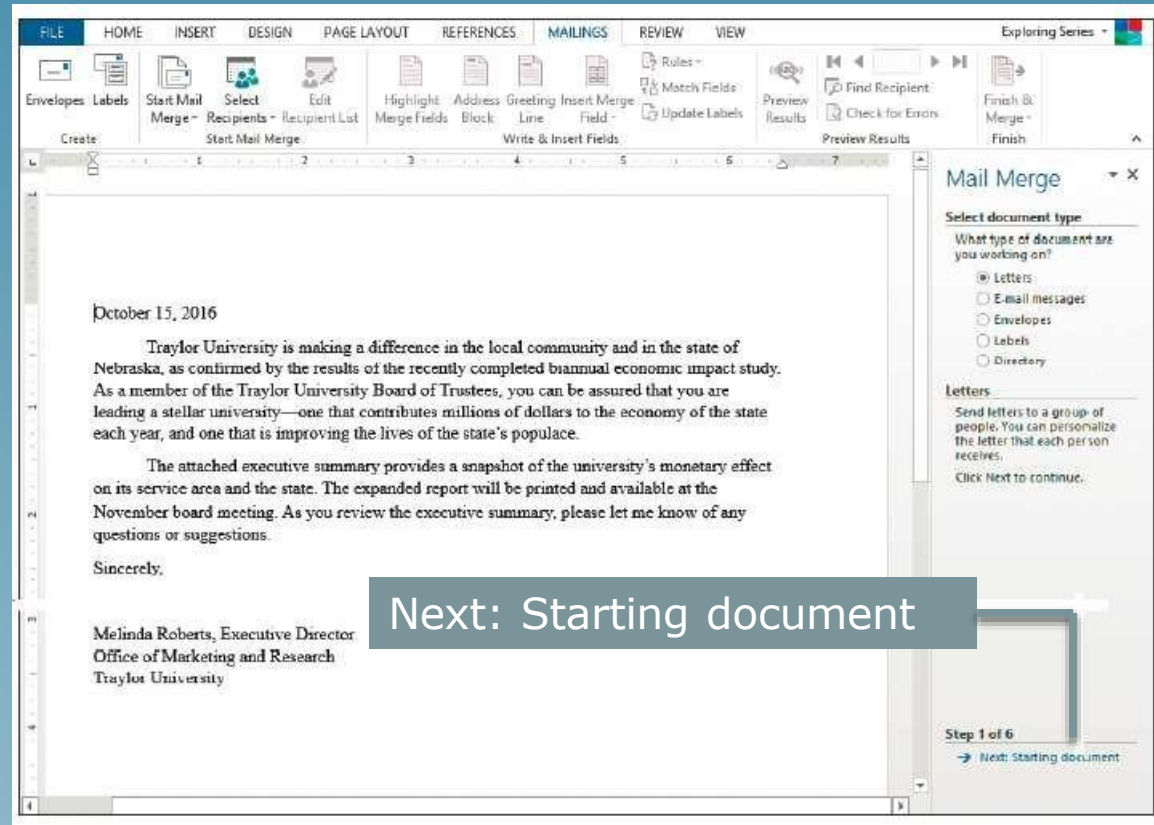 FILE HOME INSERT DESIGN PAGE LAYOUT REFERENCES MAILINGS REVIEW VIEW Exploring Series
Envelopes Labels
Create
Start Mail Merge
Select Recipients
Edit Recipient List
Start Mail Merge
Highlight Merge Fields
Address Block
Greeting Line
Insert Merge Field
Rules
Match Fields
Update Labels
Write & Insert Fields
Preview Results
ABC
Find Recipient
Check for Errors
Preview Results
Finish & Merge
Finish
1 2 3 4 5 6 7
October 15, 2016
Traylor University is making a difference in the local community and in the state of
Nebraska, as confirmed by the results of the recently completed biannual economic impact study.
As a member of the Traylor University Board of Trustees, you can be assured that you are
leading a stellar university—one that contributes millions of dollars to the economy of the state
each year, and one that is improving the lives of the state's populace.
The attached executive summary provides a snapshot of the university's monetary effect
on its service area and the state. The expanded report will be printed and available at the
November board meeting. As you review the executive summary, please let me know of any
questions or suggestions.
Sincerely,
Melinda Roberts, Executive Director
Office of Marketing and Research
Traylor University
Next: Starting document
Mail Merge
Select document type
What type of document are
you working on?
Letters
E-mail messages
Envelopes
Labels
Directory
Letters
Send letters to a group of
people. You can personalize
the letter that each person
receives.
Click Next to continue.
Step 1 of 6
Next: Starting document